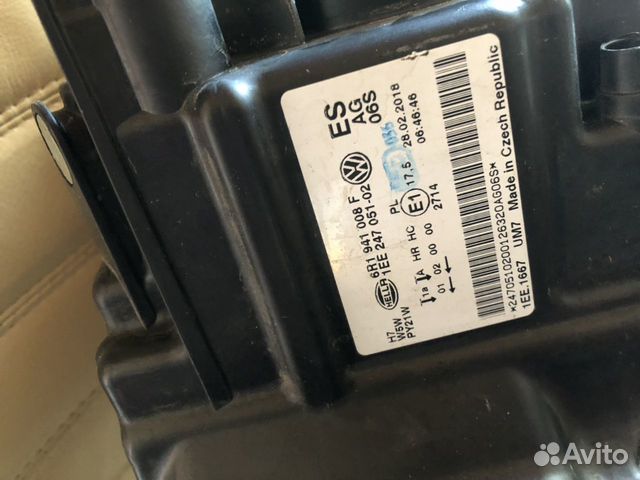 6R1 941 008 F
1EE 247 051-02
ES
AG
06S
HELLA
H7
W5W
PY21W
1a TA HR HC PL
01 02 00 00
E1
17,5
28.02.2018
06:46:46
2714
*2470510200126320AG06S*
1EE.1667 UM7 Made in Czech Republic
Avito